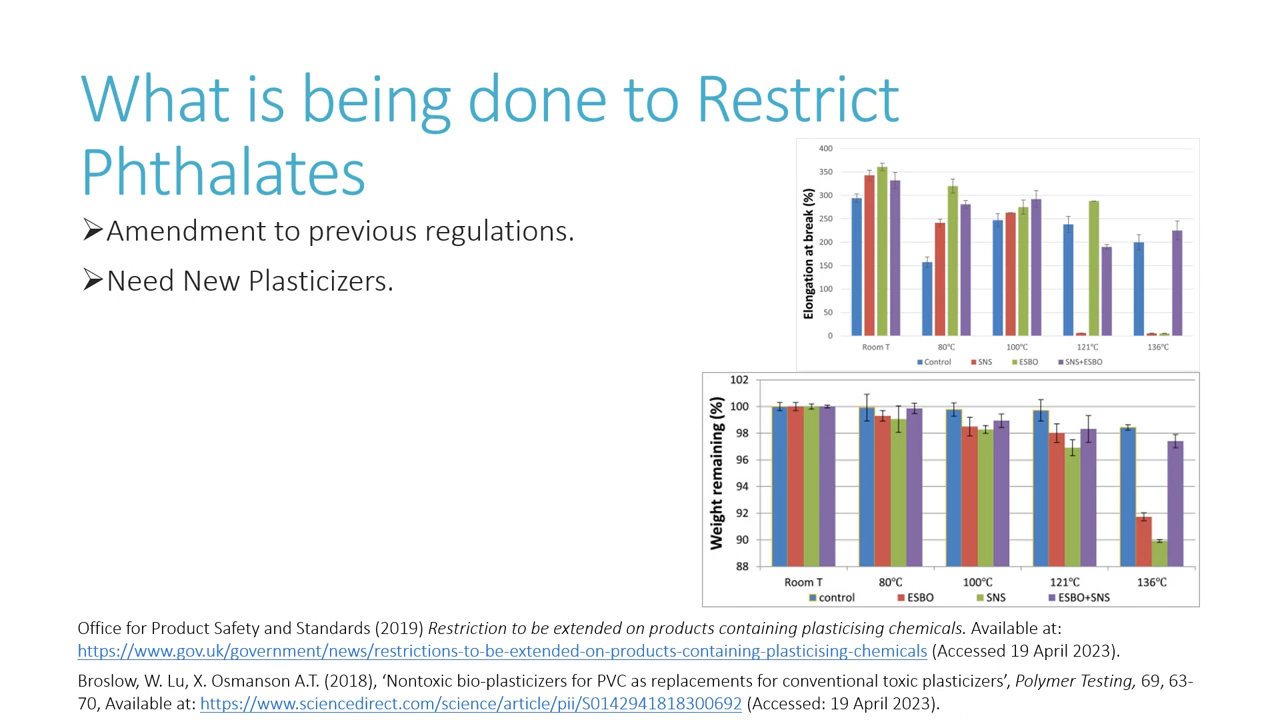 What is being done to Restrict
Phthalates
➢Amendment to previous regulations.
➢Need New Plasticizers.
Elongation at break (%)
400
350
300
250
200
150
100
50
0
Room T 80°C 100°C 121°C 136°C
Control SNS ESBO SNS+ESBO
Weight remaining (%)
102
100
98
96
94
92
90
88
Room T 80°C 100°C 121°C 136°C
control ESBO SNS ESBO+SNS
Office for Product Safety and Standards (2019) Restriction to be extended on products containing plasticising chemicals. Available at:
https://www.gov.uk/government/news/restrictions-to-be-extended-on-products-containing-plasticising-chemicals (Accessed 19 April 2023).
Broslow, W. Lu, X. Osmanson A.T. (2018), ‘Nontoxic bio-plasticizers for PVC as replacements for conventional toxic plasticizers’, Polymer Testing, 69, 63-
70, Available at: https://www.sciencedirect.com/science/article/pii/S0142941818300692 (Accessed: 19 April 2023).